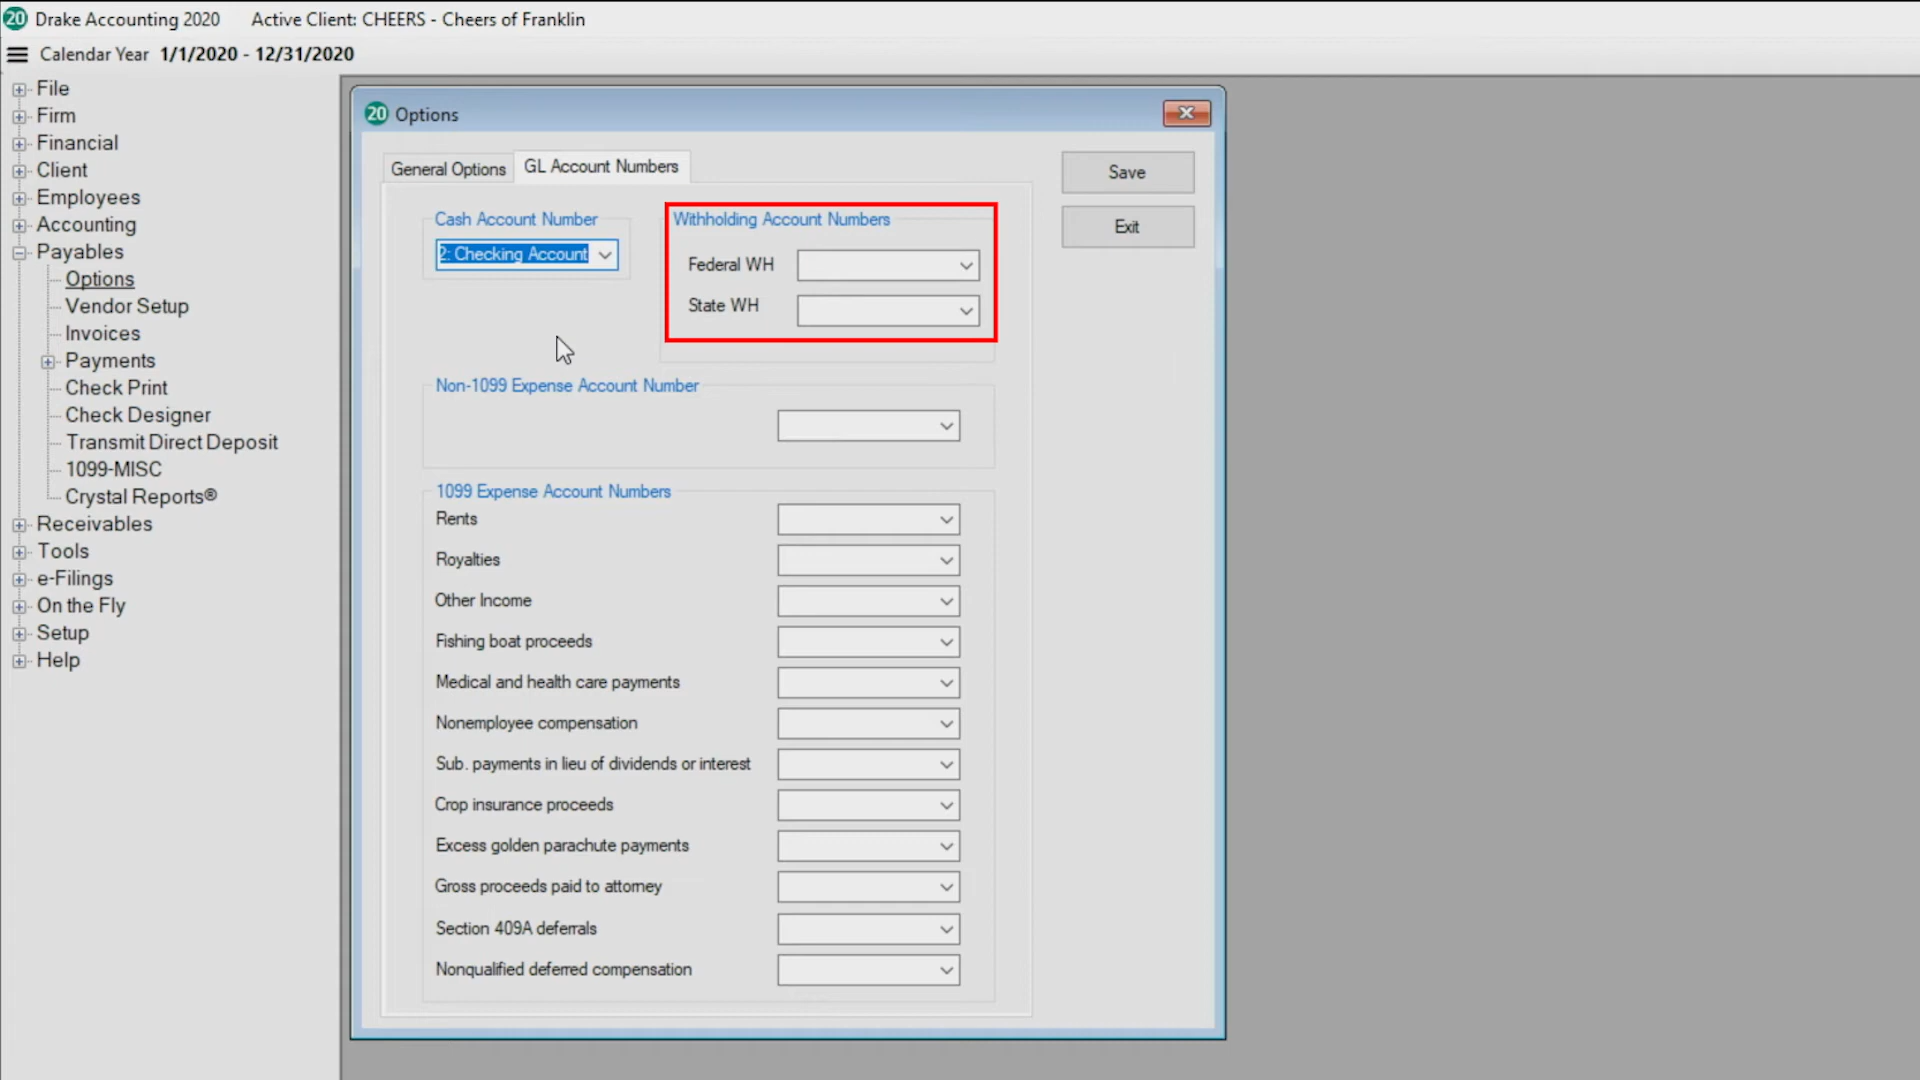 20 Drake Accounting 2020 Active Client: CHEERS - Cheers of Franklin
Calendar Year 1/1/2020 - 12/31/2020
File
Firm
Financial
Client
Employees
Accounting
Payables
Options
Vendor Setup
Invoices
Payments
Check Print
Check Designer
Transmit Direct Deposit
1099-MISC
Crystal Reports®
Receivables
Tools
e-Filings
On the Fly
Setup
Help
20 Options
General Options GL Account Numbers
Save
Exit
Cash Account Number
2: Checking Account
Withholding Account Numbers
Federal WH
State WH
Non-1099 Expense Account Number
1099 Expense Account Numbers
Rents
Royalties
Other Income
Fishing boat proceeds
Medical and health care payments
Nonemployee compensation
Sub. payments in lieu of dividends or interest
Crop insurance proceeds
Excess golden parachute payments
Gross proceeds paid to attorney
Section 409A deferrals
Nonqualified deferred compensation